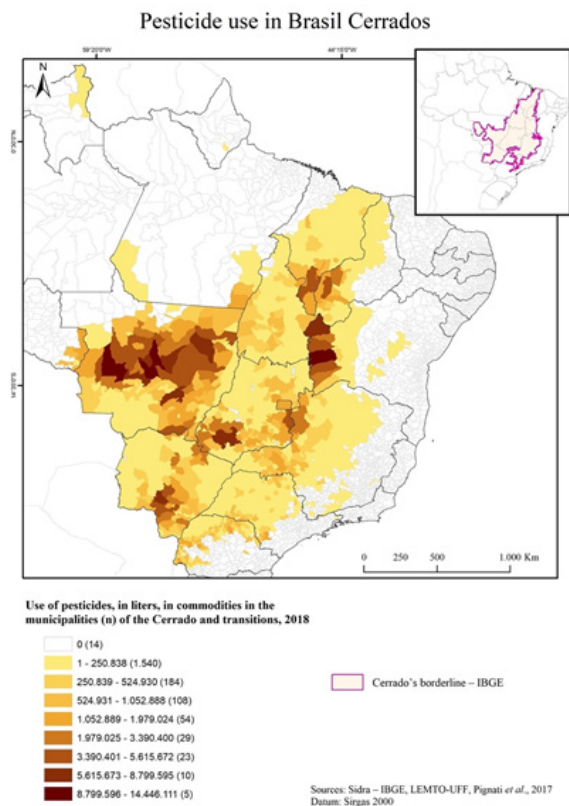 Pesticide use in Brasil Cerrados
59°20'0"W
44°10'0"W
N
0°30'0"N
14°20'0"S
0
250
500
1.000 Km
Use of pesticides, in liters, in commodities in the
municipalities (n) of the Cerrado and transitions, 2018
0 (14)
1 - 250.838 (1.540)
250.839 - 524.930 (184)
524.931 - 1.052.888 (108)
1.052.889 - 1.979.024 (54)
1.979.025 - 3.390.400 (29)
3.390.401 - 5.615.672 (23)
5.615.673 - 8.799.595 (10)
8.799.596 - 14.446.111 (5)
Cerrado's borderline – IBGE
Sources: Sidra – IBGE, LEMTO-UFF, Pignati et al., 2017
Datum: Sirgas 2000